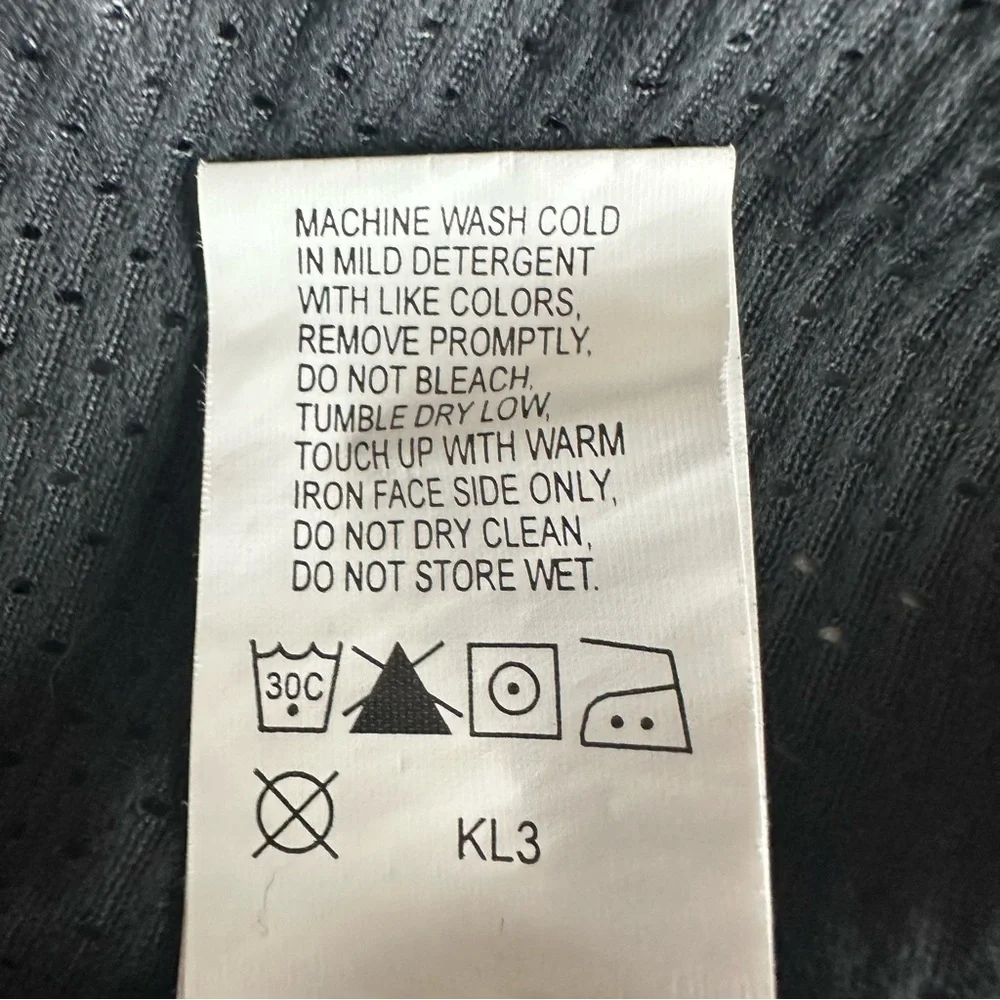 MACHINE WASH COLD
IN MILD DETERGENT
WITH LIKE COLORS,
REMOVE PROMPTLY,
DO NOT BLEACH,
TUMBLE DRY LOW,
TOUCH UP WITH WARM
IRON FACE SIDE ONLY,
DO NOT DRY CLEAN,
DO NOT STORE WET.
30C
KL3